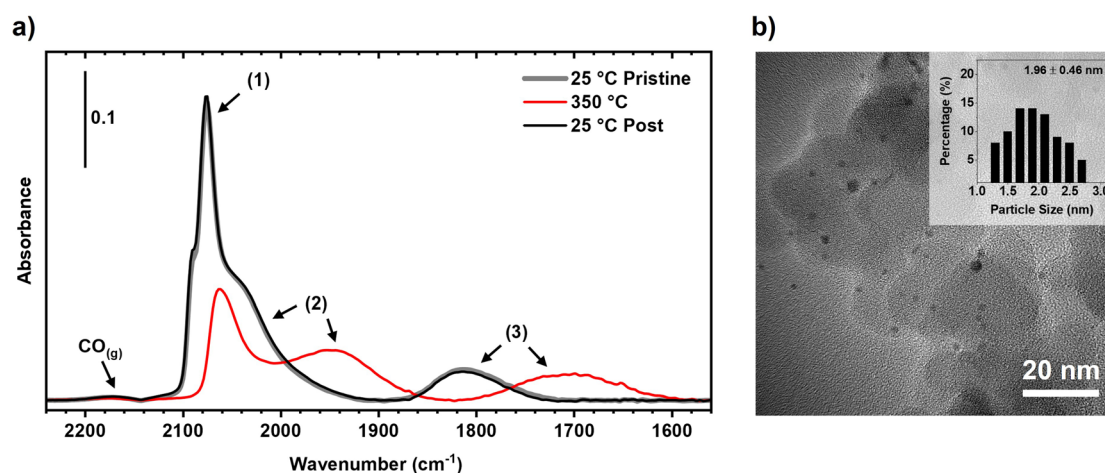 a)
b)
(1)
25 °C Pristine
350 °C
25 °C Post
0.1
(2)
(3)
CO(g)
Absorbance
2200 2100 2000 1900 1800 1700 1600
Wavenumber (cm⁻¹)
1.96 ± 0.46 nm
Percentage (%)
20
15
10
5
1.0 1.5 2.0 2.5 3.0
Particle Size (nm)
20 nm